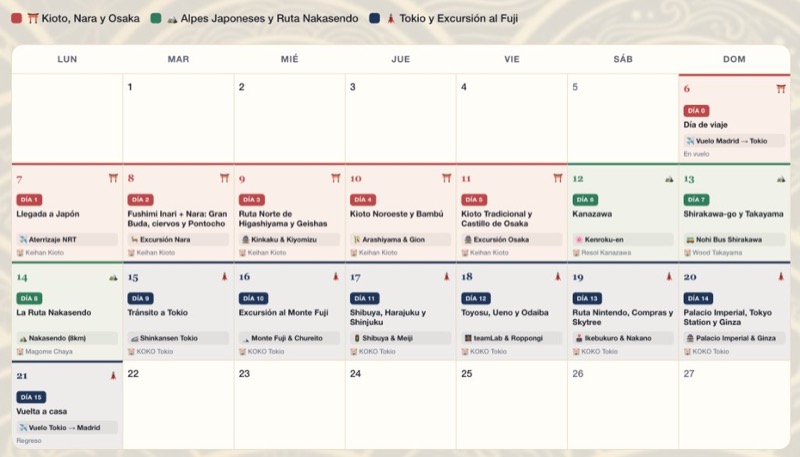 Kioto, Nara y Osaka
Alpes Japoneses y Ruta Nakasendo
Tokio y Excursión al Fuji
LUN MAR MIÉ JUE VIE SÁB DOM
1
2
3
4
5
6
DÍA 0
Día de viaje
Vuelo Madrid → Tokio
En vuelo
7
DÍA 1
Llegada a Japón
Aterrizaje NRT
Keihan Kioto
8
DÍA 2
Fushimi Inari + Nara: Gran
Buda, ciervos y Pontocho
Excursión Nara
Keihan Kioto
9
DÍA 3
Ruta Norte de
Higashiyama y Geishas
Kinkaku & Kiyomizu
Keihan Kioto
10
DÍA 4
Kioto Noroeste y Bambú
Arashiyama & Gion
Keihan Kioto
11
DÍA 5
Kioto Tradicional y
Castillo de Osaka
Excursión Osaka
Keihan Kioto
12
DÍA 6
Kanazawa
Kenroku-en
Resol Kanazawa
13
DÍA 7
Shirakawa-go y Takayama
Nohi Bus Shirakawa
Wood Takayama
14
DÍA 8
La Ruta Nakasendo
Nakasendo (8km)
Magome Chaya
15
DÍA 9
Tránsito a Tokio
Shinkansen Tokio
KOKO Tokio
16
DÍA 10
Excursión al Monte Fuji
Monte Fuji & Chureito
KOKO Tokio
17
DÍA 11
Shibuya, Harajuku y
Shinjuku
Shibuya & Meiji
KOKO Tokio
18
DÍA 12
Toyosu, Ueno y Odaiba
teamLab & Roppongi
KOKO Tokio
19
DÍA 13
Ruta Nintendo, Compras y
Skytree
Ikebukuro & Nakano
KOKO Tokio
20
DÍA 14
Palacio Imperial, Tokyo
Station y Ginza
Palacio Imperial & Ginza
KOKO Tokio
21
DÍA 15
Vuelta a casa
Vuelo Tokio → Madrid
Regreso
22
23
24
25
26
27